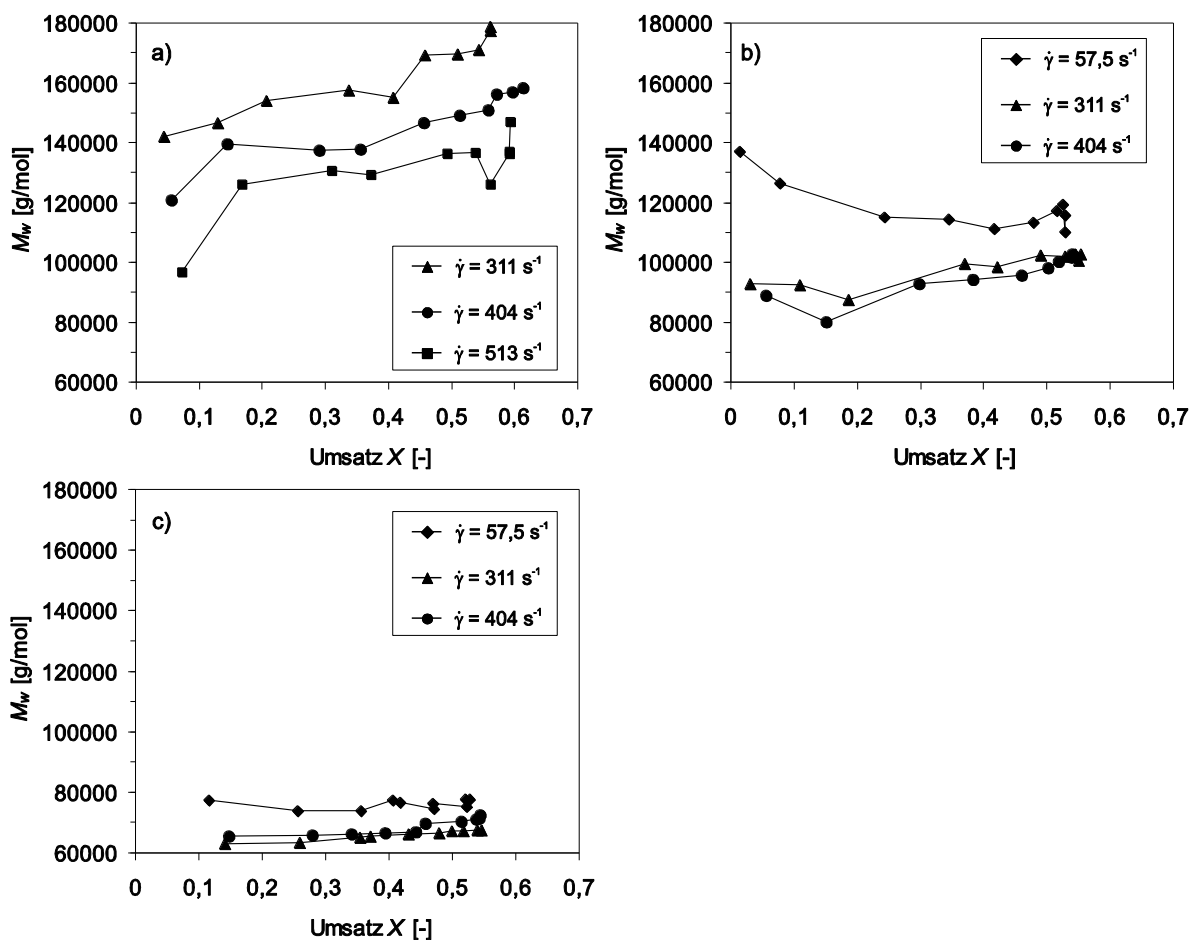 a)
180000
160000
140000
120000
100000
80000
60000
M_w [g/mol]
γ̇ = 311 s⁻¹
γ̇ = 404 s⁻¹
γ̇ = 513 s⁻¹
0 0,1 0,2 0,3 0,4 0,5 0,6 0,7
Umsatz X [-]
b)
180000
160000
140000
120000
100000
80000
60000
M_w [g/mol]
γ̇ = 57,5 s⁻¹
γ̇ = 311 s⁻¹
γ̇ = 404 s⁻¹
0 0,1 0,2 0,3 0,4 0,5 0,6 0,7
Umsatz X [-]
c)
180000
160000
140000
120000
100000
80000
60000
M_w [g/mol]
γ̇ = 57,5 s⁻¹
γ̇ = 311 s⁻¹
γ̇ = 404 s⁻¹
0 0,1 0,2 0,3 0,4 0,5 0,6 0,7
Umsatz X [-]